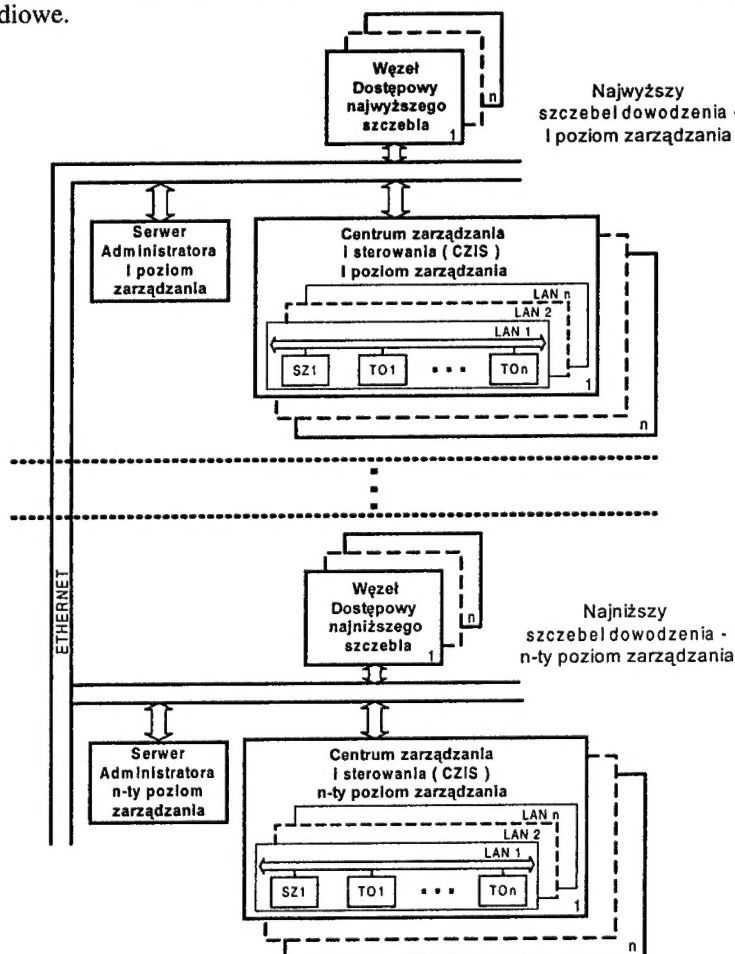 diowe.
Węzeł
Dostępowy
najwyższego
szczebla
1
n
Najwyższy
szczebel dowodzenia -
I poziom zarządzania
Serwer
Administratora
I poziom
zarządzania
Centrum zarządzania
i sterowania ( CZIS )
I poziom zarządzania
LAN n
LAN 2
LAN 1
SZ1
TO1
TOn
1
n
ETHERNET
Węzeł
Dostępowy
najniższego
szczebla
1
n
Najniższy
szczebel dowodzenia -
n-ty poziom zarządzania
Serwer
Administratora
n-ty poziom
zarządzania
Centrum zarządzania
i sterowania ( CZIS )
n-ty poziom zarządzania
LAN n
LAN 2
LAN 1
SZ1
TO1
TOn
1
n